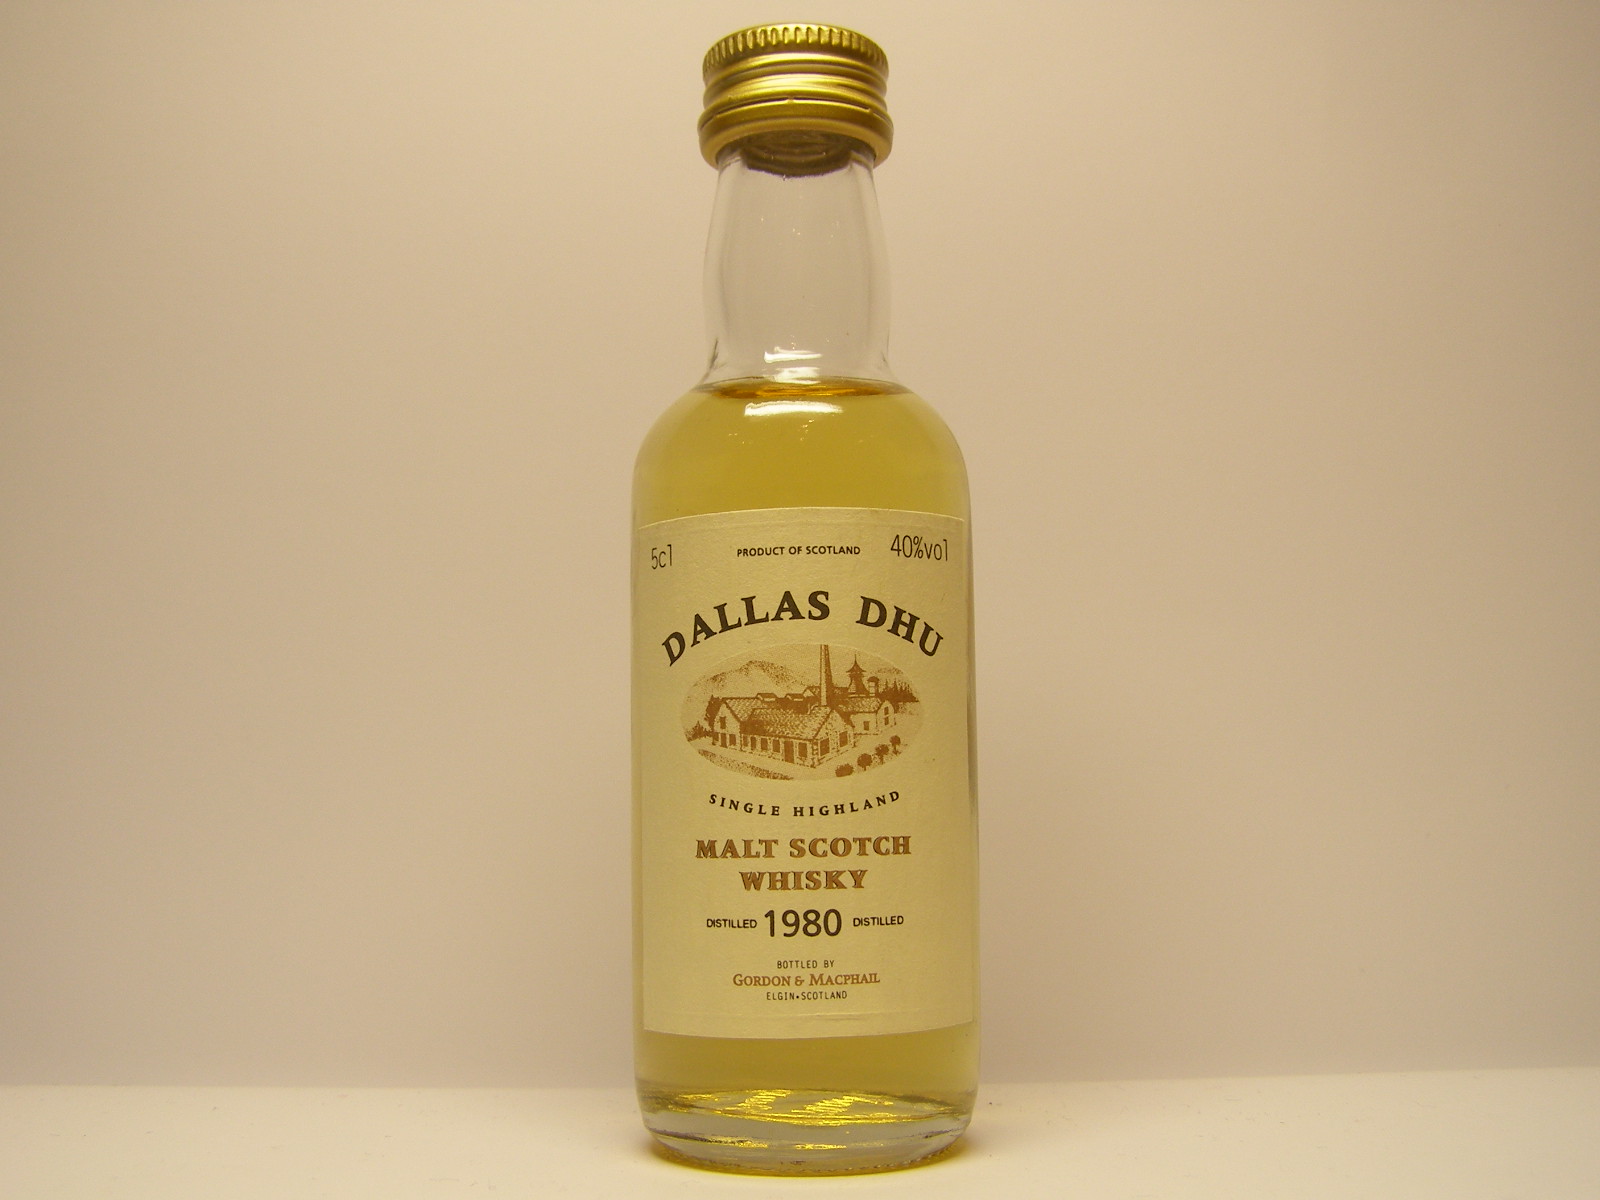 5cl PRODUCT OF SCOTLAND 40%vol
DALLAS DHU
SINGLE HIGHLAND
MALT SCOTCH
WHISKY
DISTILLED 1980 DISTILLED
BOTTLED BY
GORDON & MACPHAIL
ELGIN•SCOTLAND